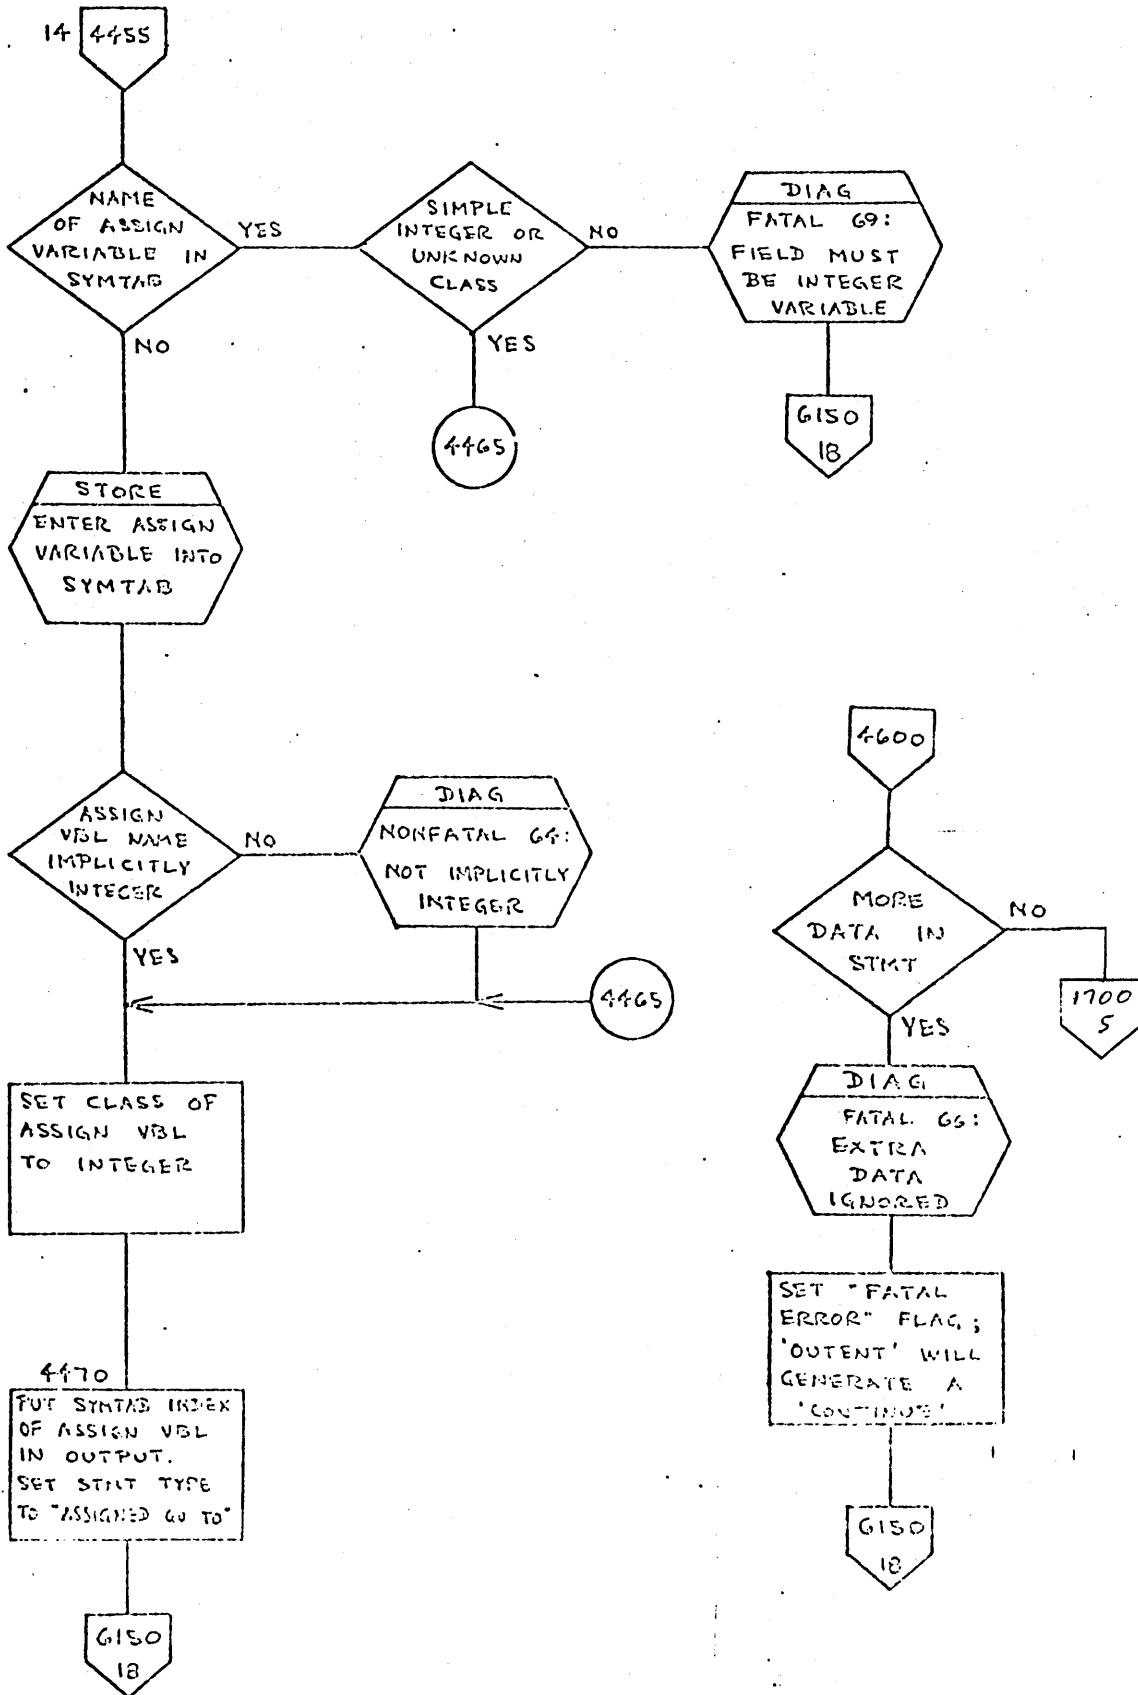 14 4455
NAME
OF ASSIGN
VARIABLE IN
SYMTAB
YES
NO
SIMPLE
INTEGER OR
UNKNOWN
CLASS
NO
YES
4465
DIAG
FATAL 69:
FIELD MUST
BE INTEGER
VARIABLE
6150
18
STORE
ENTER ASSIGN
VARIABLE INTO
SYMTAB
ASSIGN
VBL NAME
IMPLICITLY
INTEGER
NO
YES
DIAG
NONFATAL 64:
NOT IMPLICITLY
INTEGER
4465
SET CLASS OF
ASSIGN VBL
TO INTEGER
4470
PUT SYMTAB INDEX
OF ASSIGN VBL
IN OUTPUT.
SET STMT TYPE
TO "ASSIGNED GO TO"
6150
18
4600
MORE
DATA IN
STMT
NO
YES
1700
5
DIAG
FATAL 66:
EXTRA
DATA
IGNORED
SET "FATAL
ERROR" FLAG;
'OUTENT' WILL
GENERATE A
'CONTINUE'
6150
18